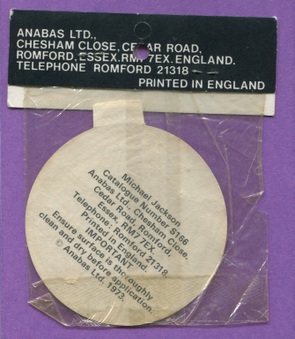 ANABAS LTD.,
CHESHAM CLOSE, CEDAR ROAD,
ROMFORD, ESSEX. RM7 7EX. ENGLAND.
TELEPHONE ROMFORD 21318
PRINTED IN ENGLAND
Michael Jackson
Catalogue Number S166
Anabas Ltd., Chesham Close,
Cedar Road, Romford,
Essex. RM7 7EX
Telephone: Romford 21318
Printed in England.
IMPORTANT
Ensure surface is thoroughly
clean and dry before application.
© Anabas Ltd. 1973.